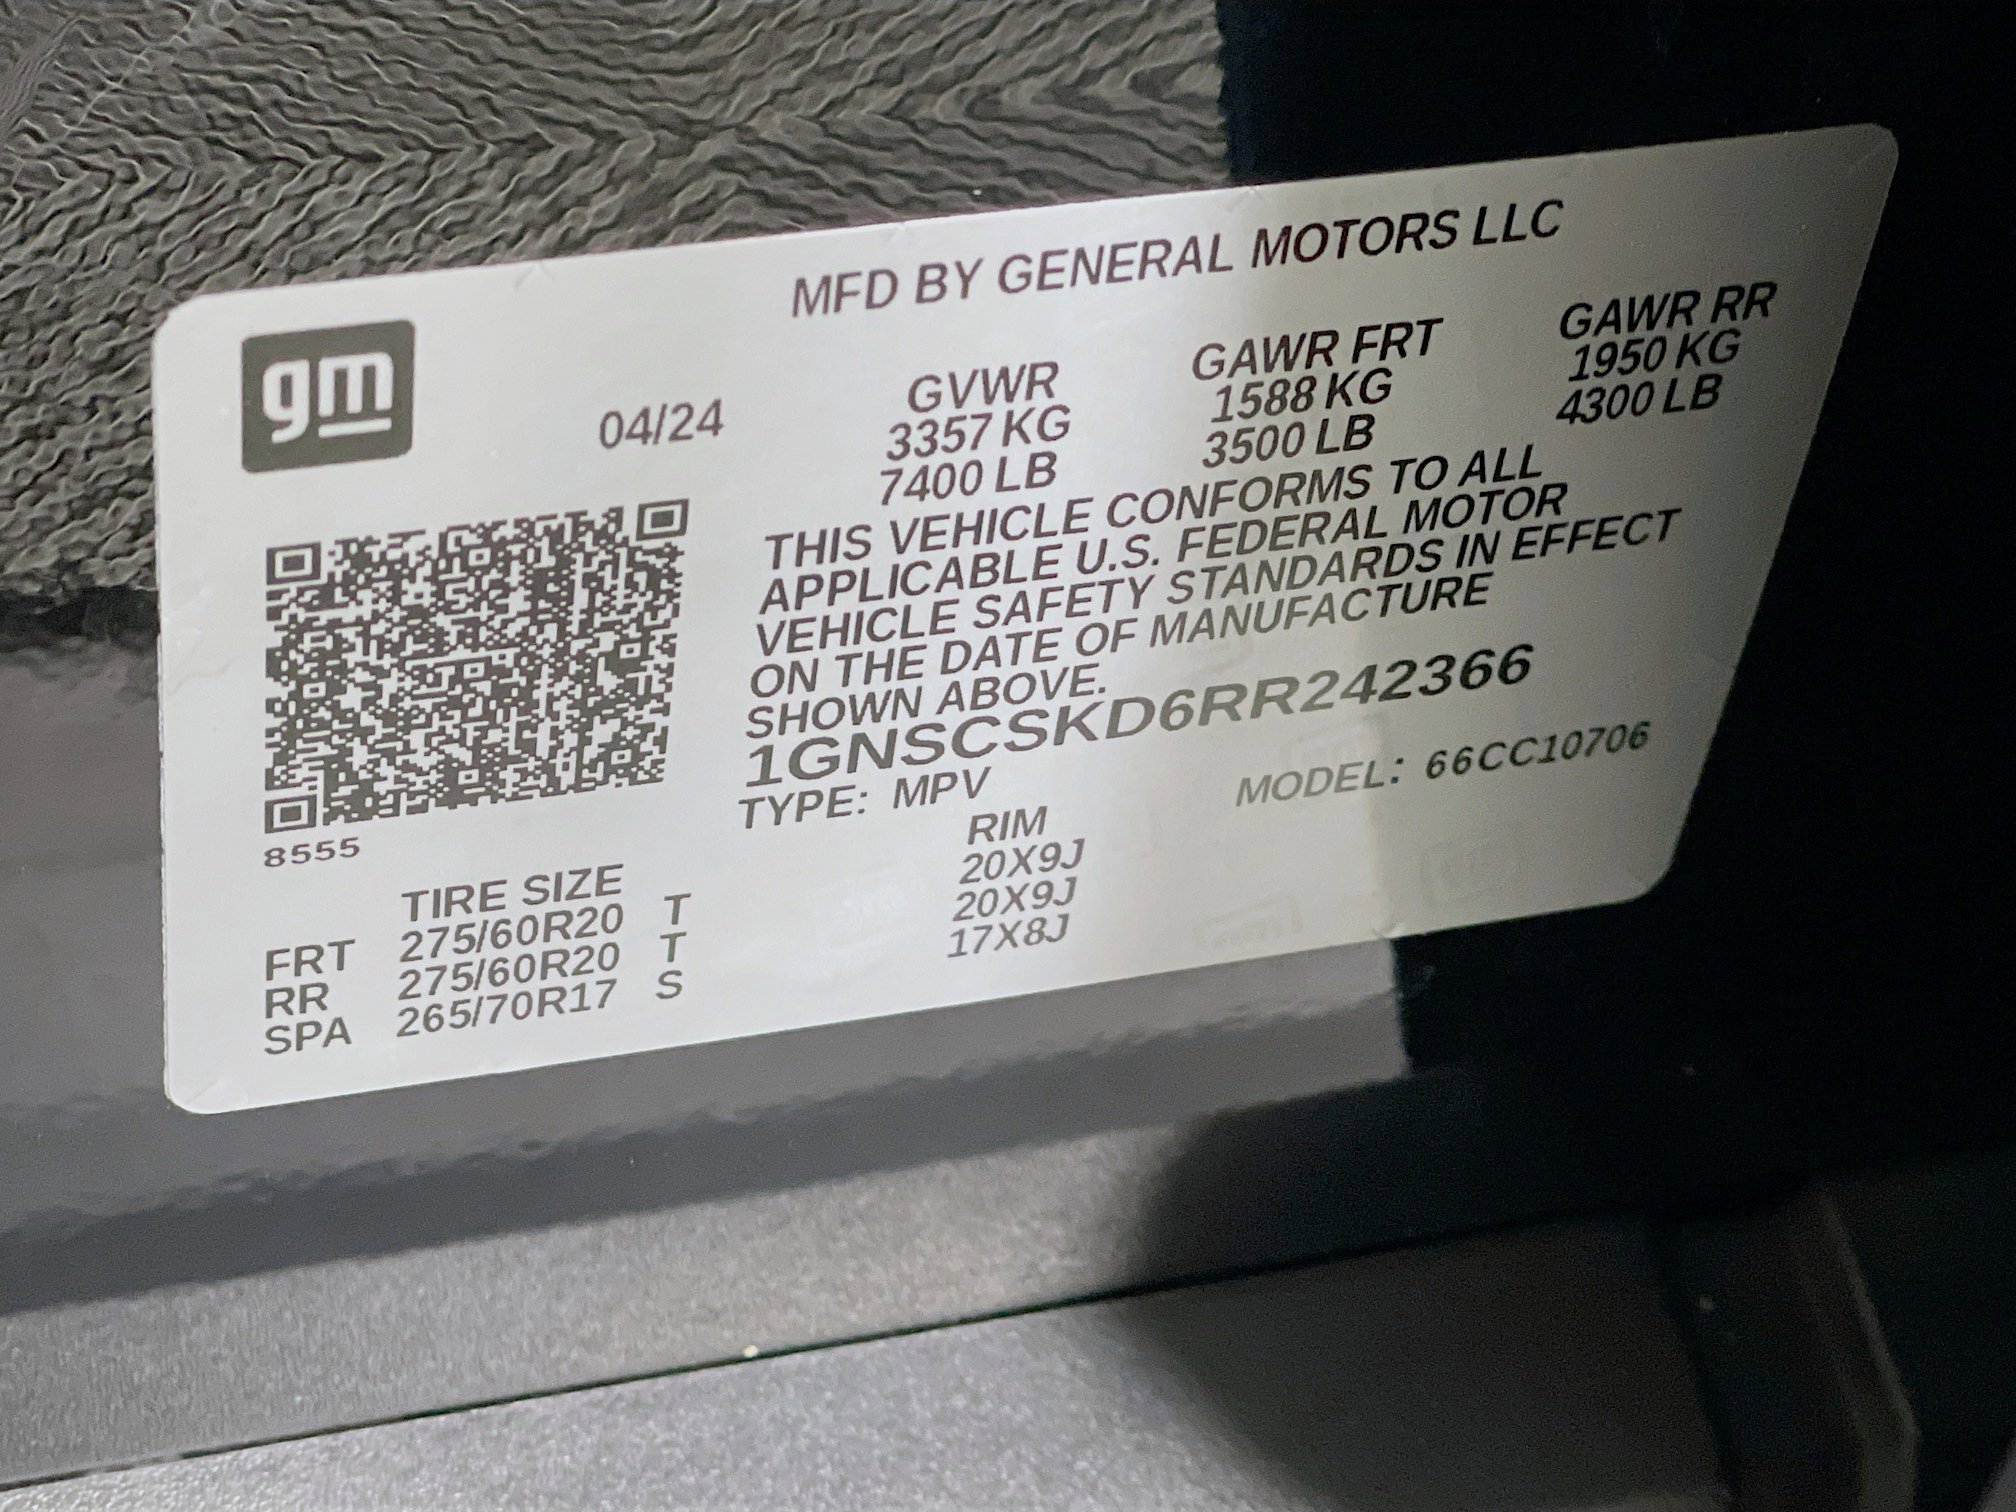 MFD BY GENERAL MOTORS LLC
gm
04/24
GVWR GAWR FRT GAWR RR
3357 KG 1588 KG 1950 KG
7400 LB 3500 LB 4300 LB
THIS VEHICLE CONFORMS TO ALL
APPLICABLE U.S. FEDERAL MOTOR
VEHICLE SAFETY STANDARDS IN EFFECT
ON THE DATE OF MANUFACTURE
SHOWN ABOVE.
1GNSCSKD6RR242366
TYPE: MPV MODEL: 66CC10706
8555
TIRE SIZE RIM
FRT 275/60R20 T 20X9J
RR 275/60R20 T 20X9J
SPA 265/70R17 S 17X8J